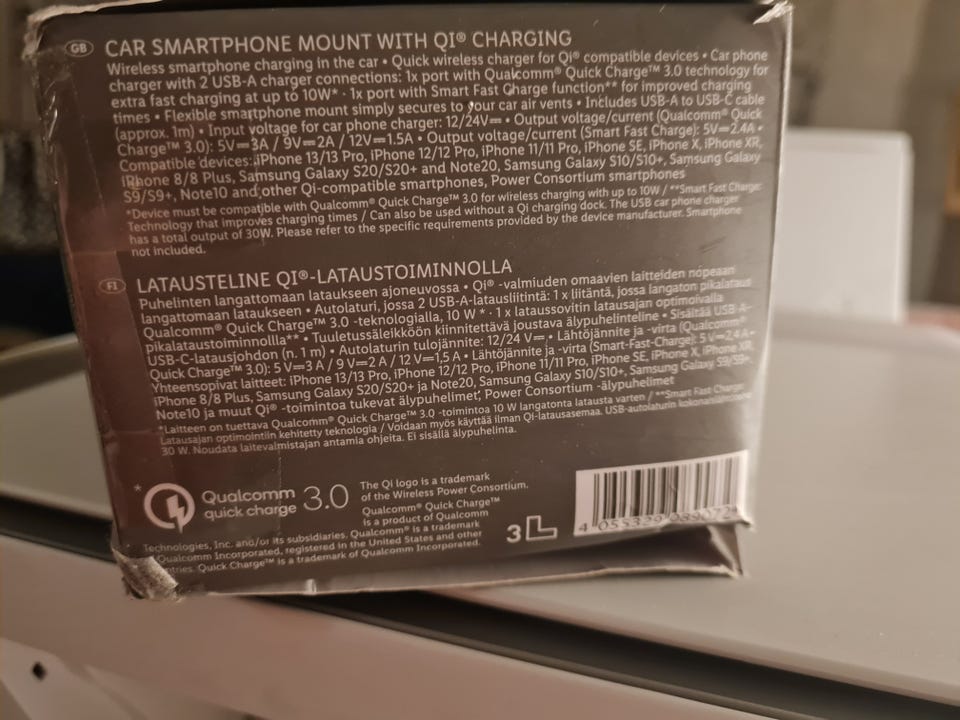 GB CAR SMARTPHONE MOUNT WITH QI® CHARGING
Wireless smartphone charging in the car • Quick wireless charger for Qi® compatible devices • Car phone
charger with 2 USB-A charger connections: 1x port with Qualcomm® Quick Charge™ 3.0 technology for
extra fast charging at up to 10W* · 1x port with Smart Fast Charge function** for improved charging
times • Flexible smartphone mount simply secures to your car air vents • Includes USB-A to USB-C cable
(approx. 1m) • Input voltage for car phone charger: 12/24V⎓ • Output voltage/current (Qualcomm® Quick
Charge™ 3.0): 5V⎓3A / 9V⎓2A / 12V⎓1.5A • Output voltage/current (Smart Fast Charge): 5V⎓2.4A •
Compatible devices: iPhone 13/13 Pro, iPhone 12/12 Pro, iPhone 11/11 Pro, iPhone SE, iPhone X, iPhone XR,
iPhone 8/8 Plus, Samsung Galaxy S20/S20+ and Note20, Samsung Galaxy S10/S10+, Samsung Galaxy
S9/S9+, Note10 and other Qi-compatible smartphones, Power Consortium smartphones
*Device must be compatible with Qualcomm® Quick Charge™ 3.0 for wireless charging with up to 10W / **Smart Fast Charge:
Technology that improves charging times / Can also be used without a Qi charging dock. The USB car phone charger
has a total output of 30W. Please refer to the specific requirements provided by the device manufacturer. Smartphone
not included.
FI LATAUSTELINE QI®-LATAUSTOIMINNOLLA
Puhelinten langattomaan lataukseen ajoneuvossa • Qi® -valmiuden omaavien laitteiden nopeaan
langattomaan lataukseen • Autolaturi, jossa 2 USB-A-latausliitintä: 1 x liitäntä, jossa langaton pikalataus
Qualcomm® Quick Charge™ 3.0 -teknologialla, 10 W * · 1 x lataussovitin latausajan optimoivalla
pikalataustoiminnollla** • Tuuletussäleikköön kiinnitettävä joustava älypuhelinteline • Sisältää USB-A–
USB-C-latausjohdon (n. 1 m) • Autolaturin tulojännite: 12/24 V⎓ • Lähtöjännite ja -virta (Qualcomm®
Quick Charge™ 3.0): 5 V⎓3 A / 9 V⎓2 A / 12 V⎓1,5 A • Lähtöjännite ja -virta (Smart-Fast-Charge): 5 V⎓2.4 A •
Yhteensopivat laitteet: iPhone 13/13 Pro, iPhone 12/12 Pro, iPhone 11/11 Pro, iPhone SE, iPhone X, iPhone XR,
iPhone 8/8 Plus, Samsung Galaxy S20/S20+ ja Note20, Samsung Galaxy S10/S10+, Samsung Galaxy S9/S9+,
Note10 ja muut Qi® -toimintoa tukevat älypuhelimet, Power Consortium -älypuhelimet
*Laitteen on tuettava Qualcomm® Quick Charge™ 3.0 -toimintoa 10 W langatonta latausta varten / **Smart Fast Charge:
Latausajan optimointiin kehitetty teknologia / Voidaan myös käyttää ilman Qi-latausasemaa. USB-autolaturin
30 W. Noudata laitevalmistajan antamia ohjeita. Ei sisällä älypuhelinta.
* Qualcomm
quick charge 3.0
The Qi logo is a trademark
of the Wireless Power Consortium.
Qualcomm® Quick Charge™
is a product of Qualcomm
Technologies, Inc. and/or its subsidiaries. Qualcomm® is a trademark
of Qualcomm Incorporated, registered in the United States and other
countries. Quick Charge™ is a trademark of Qualcomm Incorporated.
3L